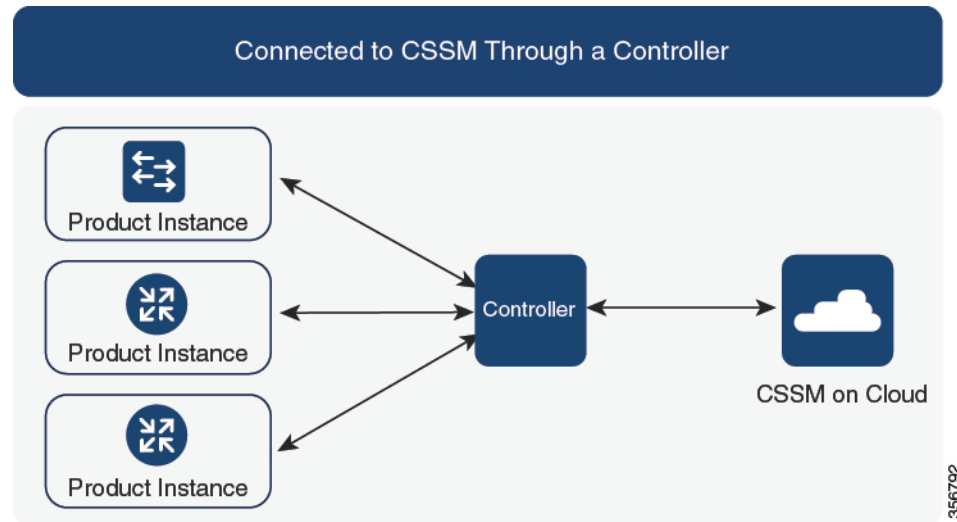 Connected to CSSM Through a Controller
Product Instance
Product Instance
Product Instance
Controller
CSSM on Cloud
356792